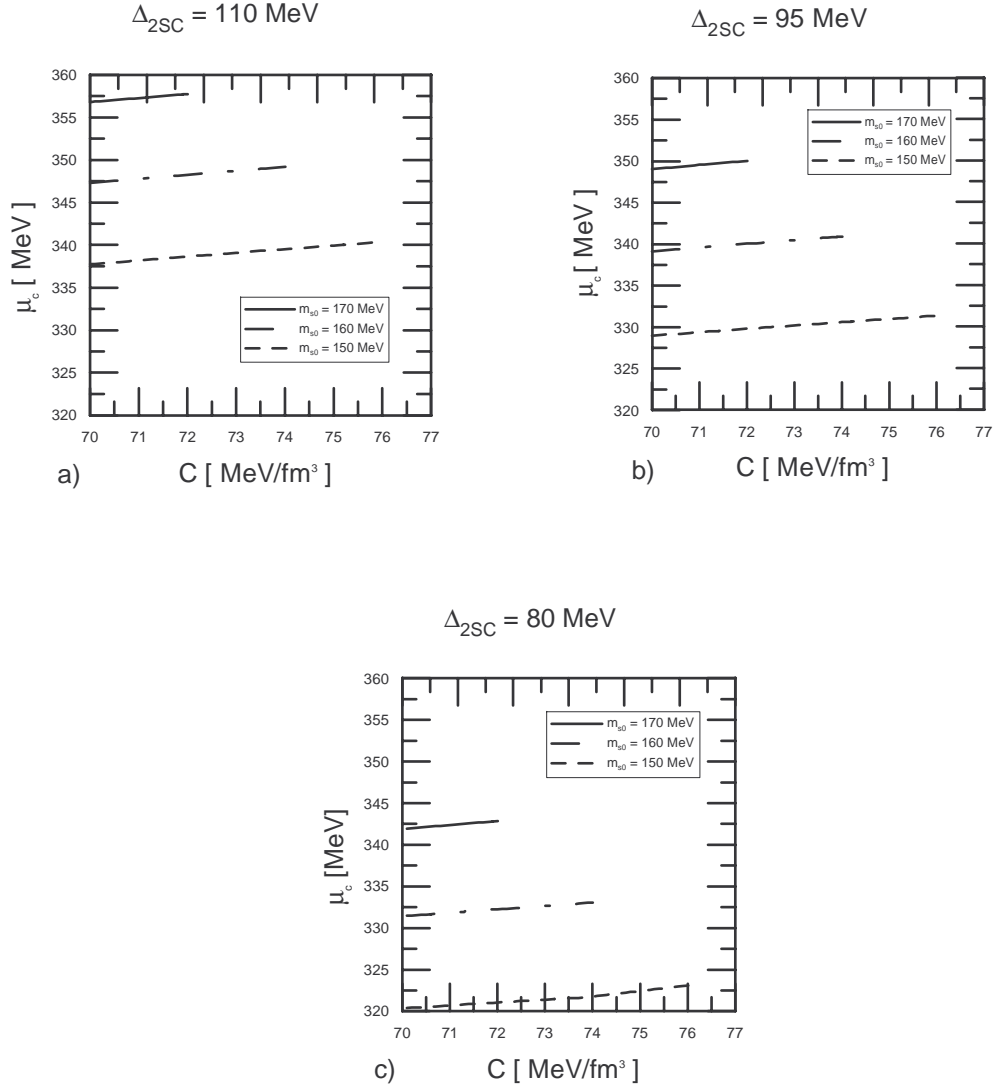 Δ2SC = 110 MeV
360
355
350
345
340
335
330
325
320
70 71 72 73 74 75 76 77
μc [ MeV ]
m s0 = 170 MeV
m s0 = 160 MeV
m s0 = 150 MeV
a) C [ MeV/fm³ ]
Δ2SC = 95 MeV
360
355
350
345
340
335
330
325
320
70 71 72 73 74 75 76 77
μc [ MeV ]
m s0 = 170 MeV
m s0 = 160 MeV
m s0 = 150 MeV
b) C [ MeV/fm³ ]
Δ2SC = 80 MeV
360
355
350
345
340
335
330
325
320
70 71 72 73 74 75 76 77
μc [MeV]
m s0 = 170 MeV
m s0 = 160 MeV
m s0 = 150 MeV
c) C [ MeV/fm³ ]